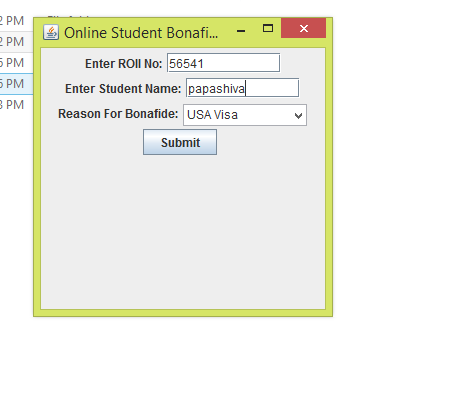 2 PM
Online Student Bonafi...
2 PM
Enter ROll No: 56541
5 PM
5 PM
Enter Student Name: papashiva
3 PM
Reason For Bonafide: USA Visa
Submit